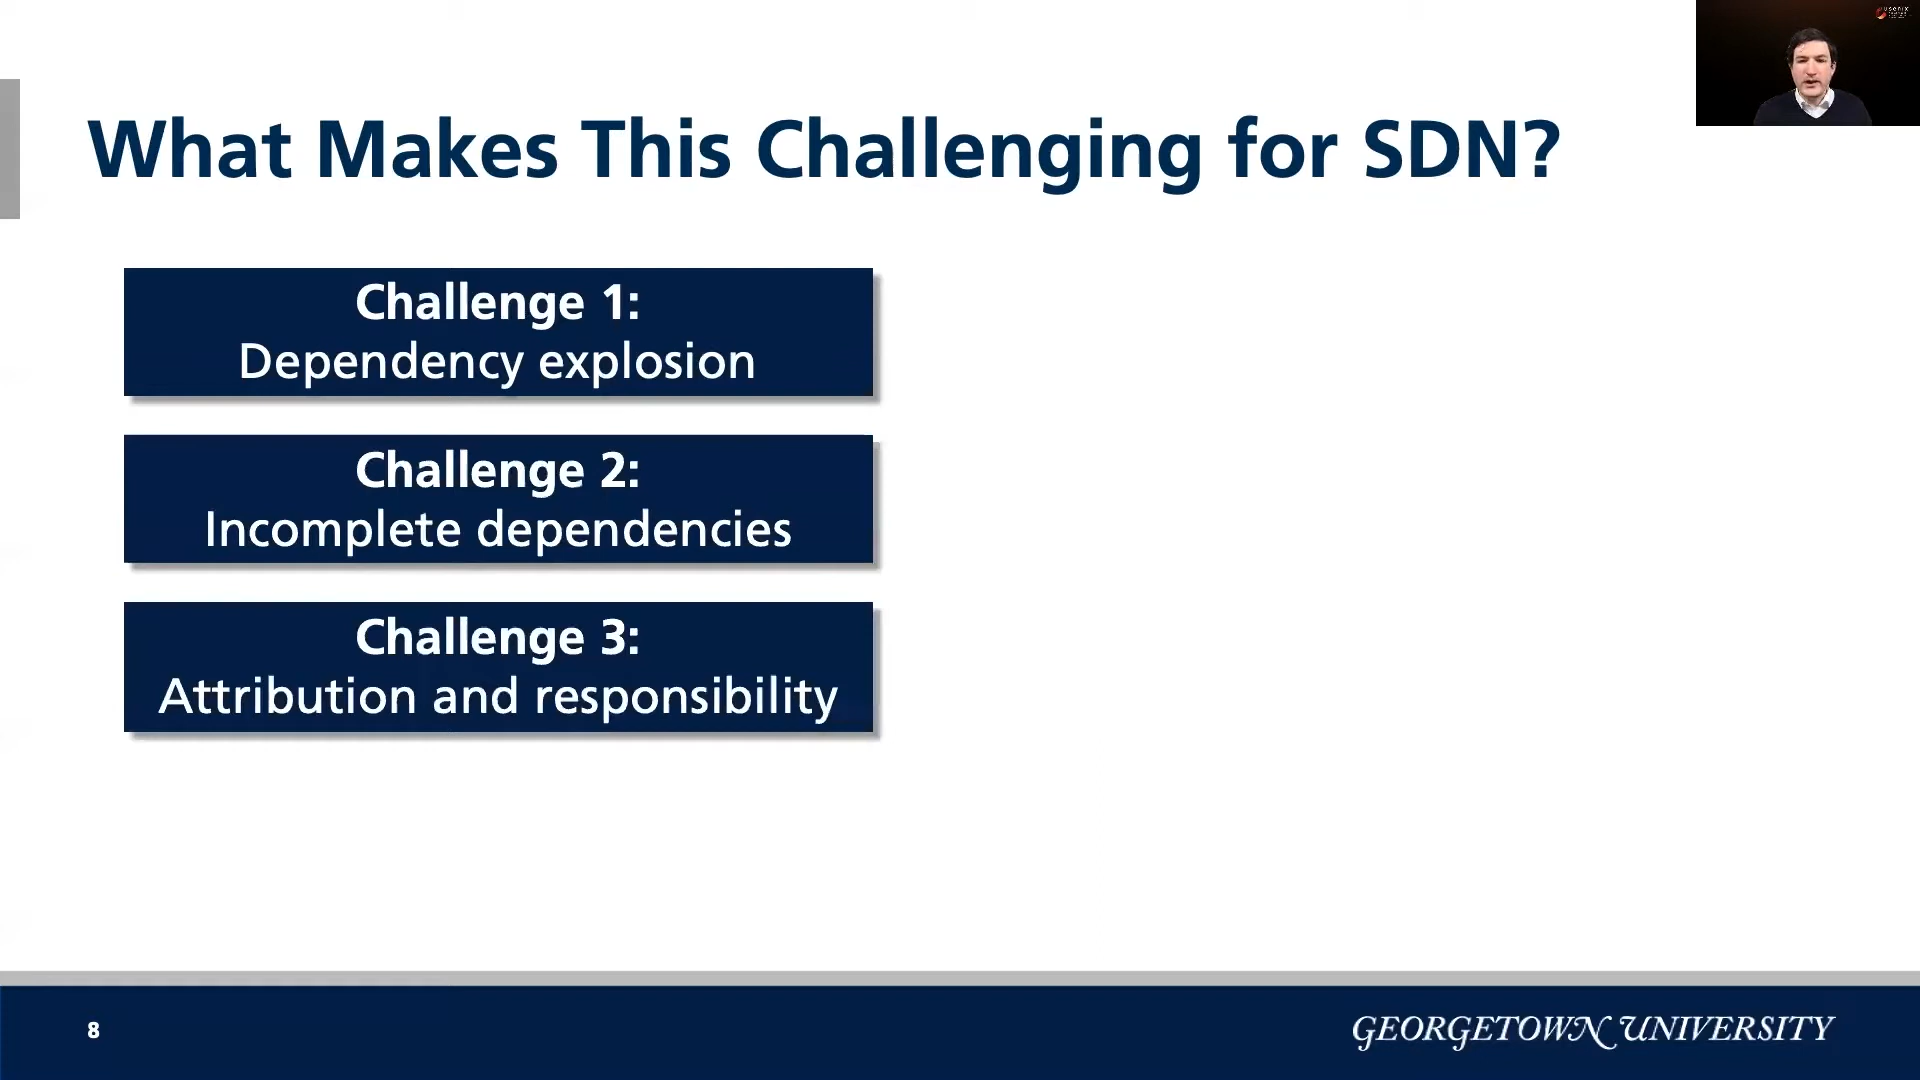 usenix
What Makes This Challenging for SDN?
Challenge 1:
Dependency explosion
Challenge 2:
Incomplete dependencies
Challenge 3:
Attribution and responsibility
8
GEORGETOWN UNIVERSITY